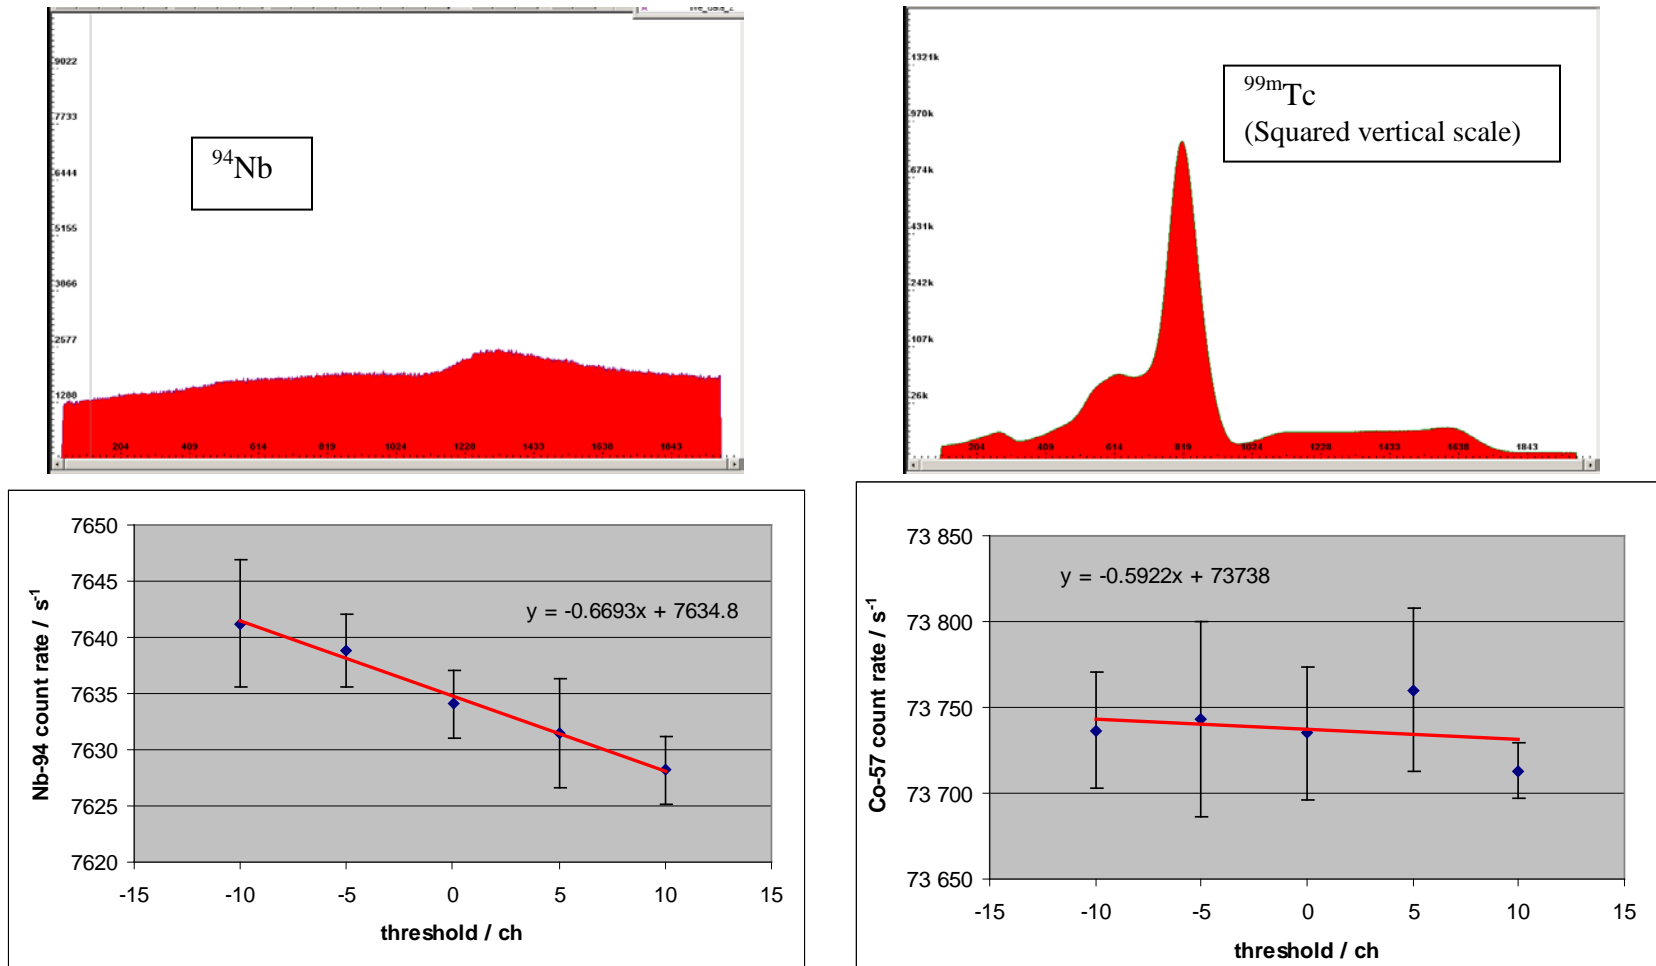 9022
7733
6444
5155
3866
2577
1288
⁹⁴Nb
204 409 614 819 1024 1228 1433 1638 1843
1321k
970k
674k
431k
242k
107k
26k
⁹⁹ᵐTc
(Squared vertical scale)
204 409 614 819 1024 1228 1433 1638 1843
Nb-94 count rate / s⁻¹
7650
7645
7640
7635
7630
7625
7620
y = -0.6693x + 7634.8
-15 -10 -5 0 5 10 15
threshold / ch
Co-57 count rate / s⁻¹
73 850
73 800
73 750
73 700
73 650
y = -0.5922x + 73738
-15 -10 -5 0 5 10 15
threshold / ch